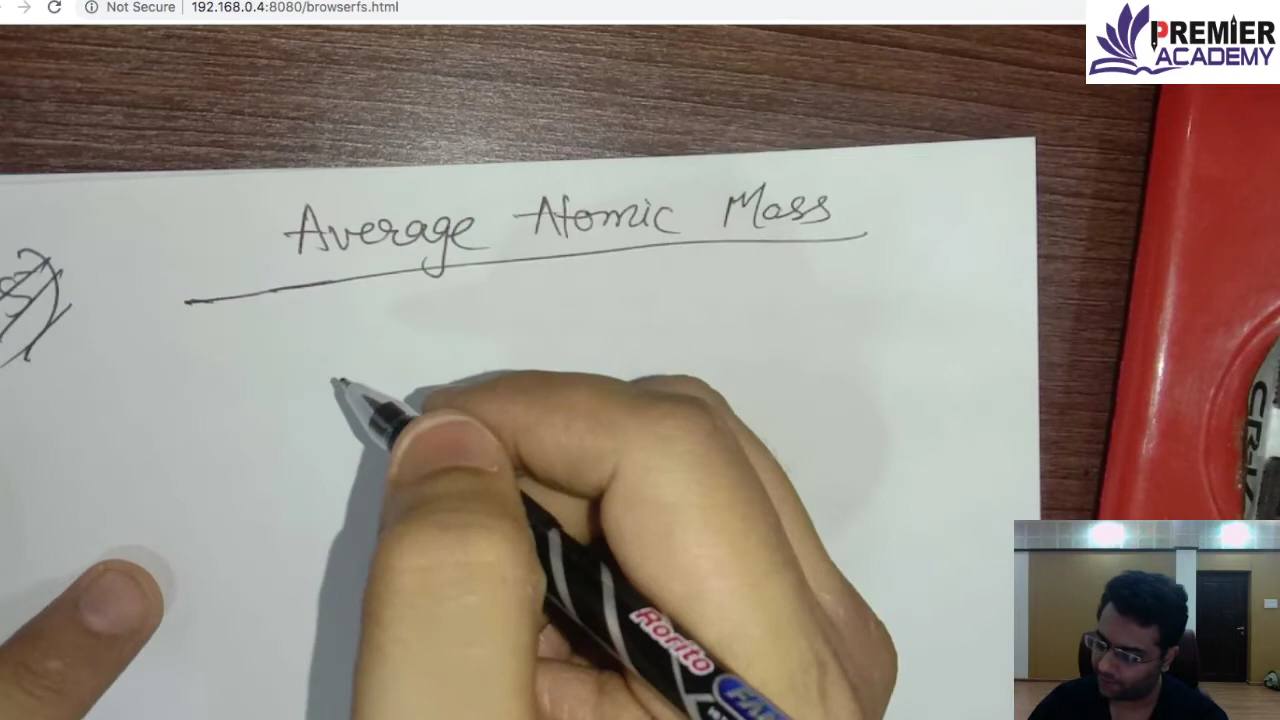 Not Secure | 192.168.0.4:8080/browserfs.html
PREMIER
ACADEMY
Average Atomic Mass
Rorito